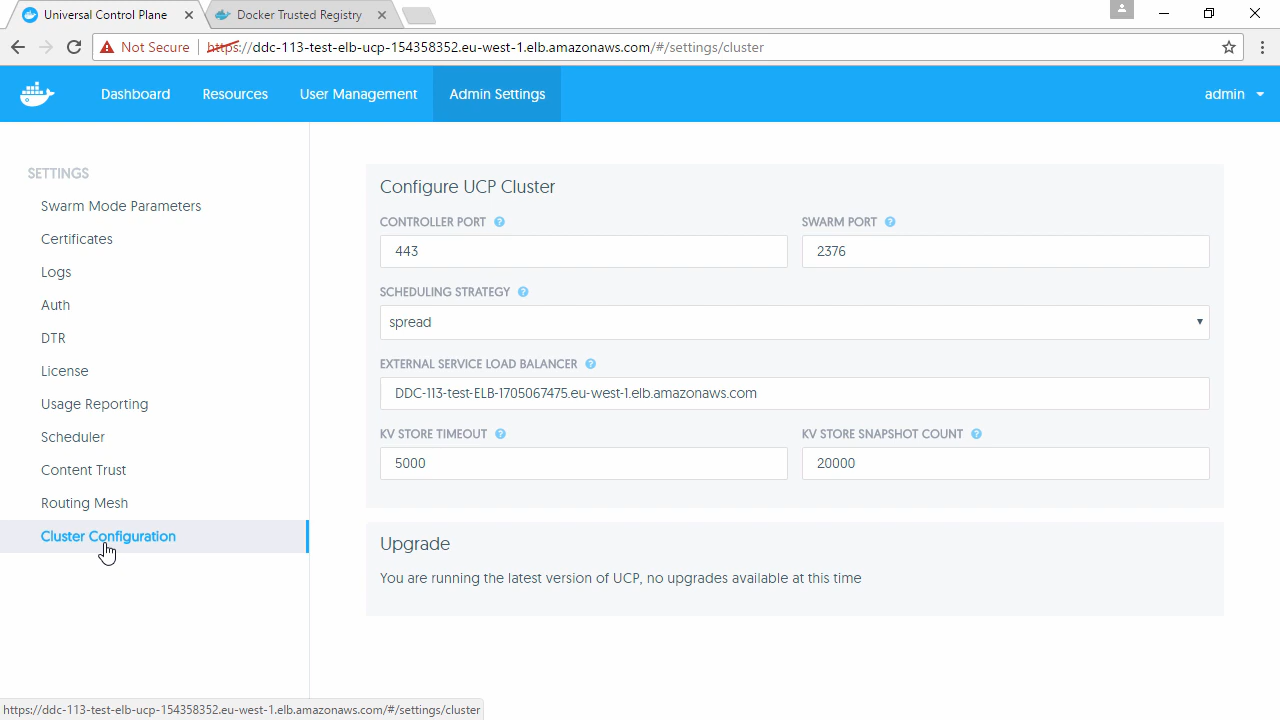 Universal Control Plane
Docker Trusted Registry
Not Secure
https://ddc-113-test-elb-ucp-154358352.eu-west-1.elb.amazonaws.com/#/settings/cluster
Dashboard
Resources
User Management
Admin Settings
admin
SETTINGS
Swarm Mode Parameters
Certificates
Logs
Auth
DTR
License
Usage Reporting
Scheduler
Content Trust
Routing Mesh
Cluster Configuration
Configure UCP Cluster
CONTROLLER PORT ?
SWARM PORT ?
443
2376
SCHEDULING STRATEGY ?
spread
EXTERNAL SERVICE LOAD BALANCER ?
DDC-113-test-ELB-1705067475.eu-west-1.elb.amazonaws.com
KV STORE TIMEOUT ?
KV STORE SNAPSHOT COUNT ?
5000
20000
Upgrade
You are running the latest version of UCP, no upgrades available at this time
https://ddc-113-test-elb-ucp-154358352.eu-west-1.elb.amazonaws.com/#/settings/cluster